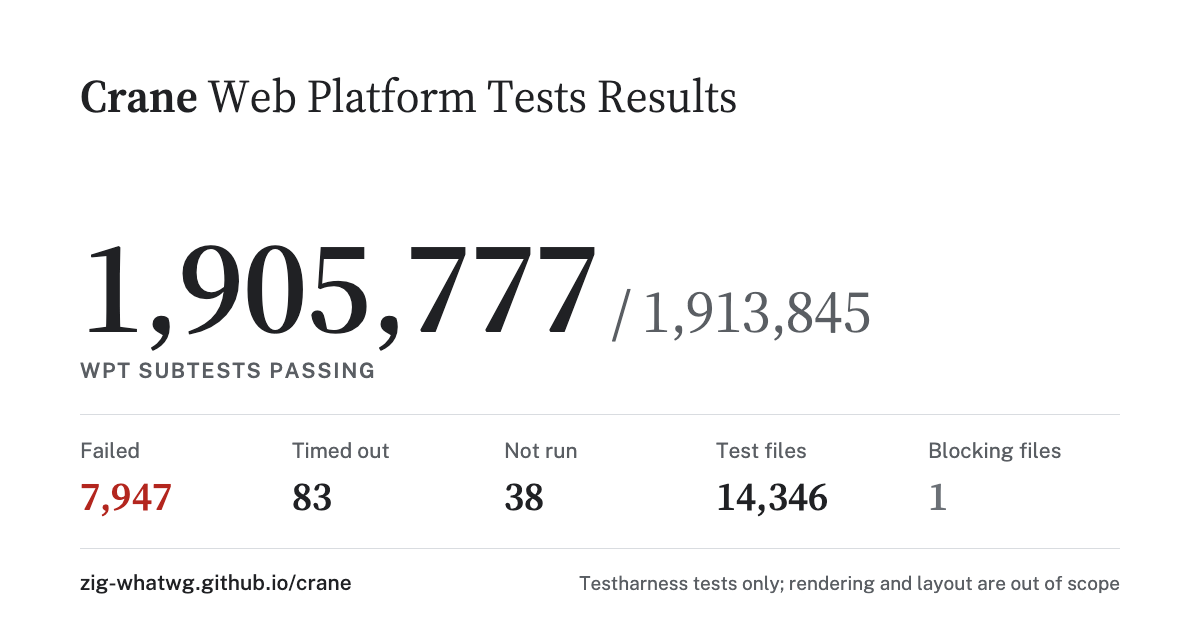 Crane Web Platform Tests Results
1,905,777 / 1,913,845
WPT SUBTESTS PASSING
Failed Timed out Not run Test files Blocking files
7,947 83 38 14,346 1
zig-whatwg.github.io/crane Testharness tests only; rendering and layout are out of scope